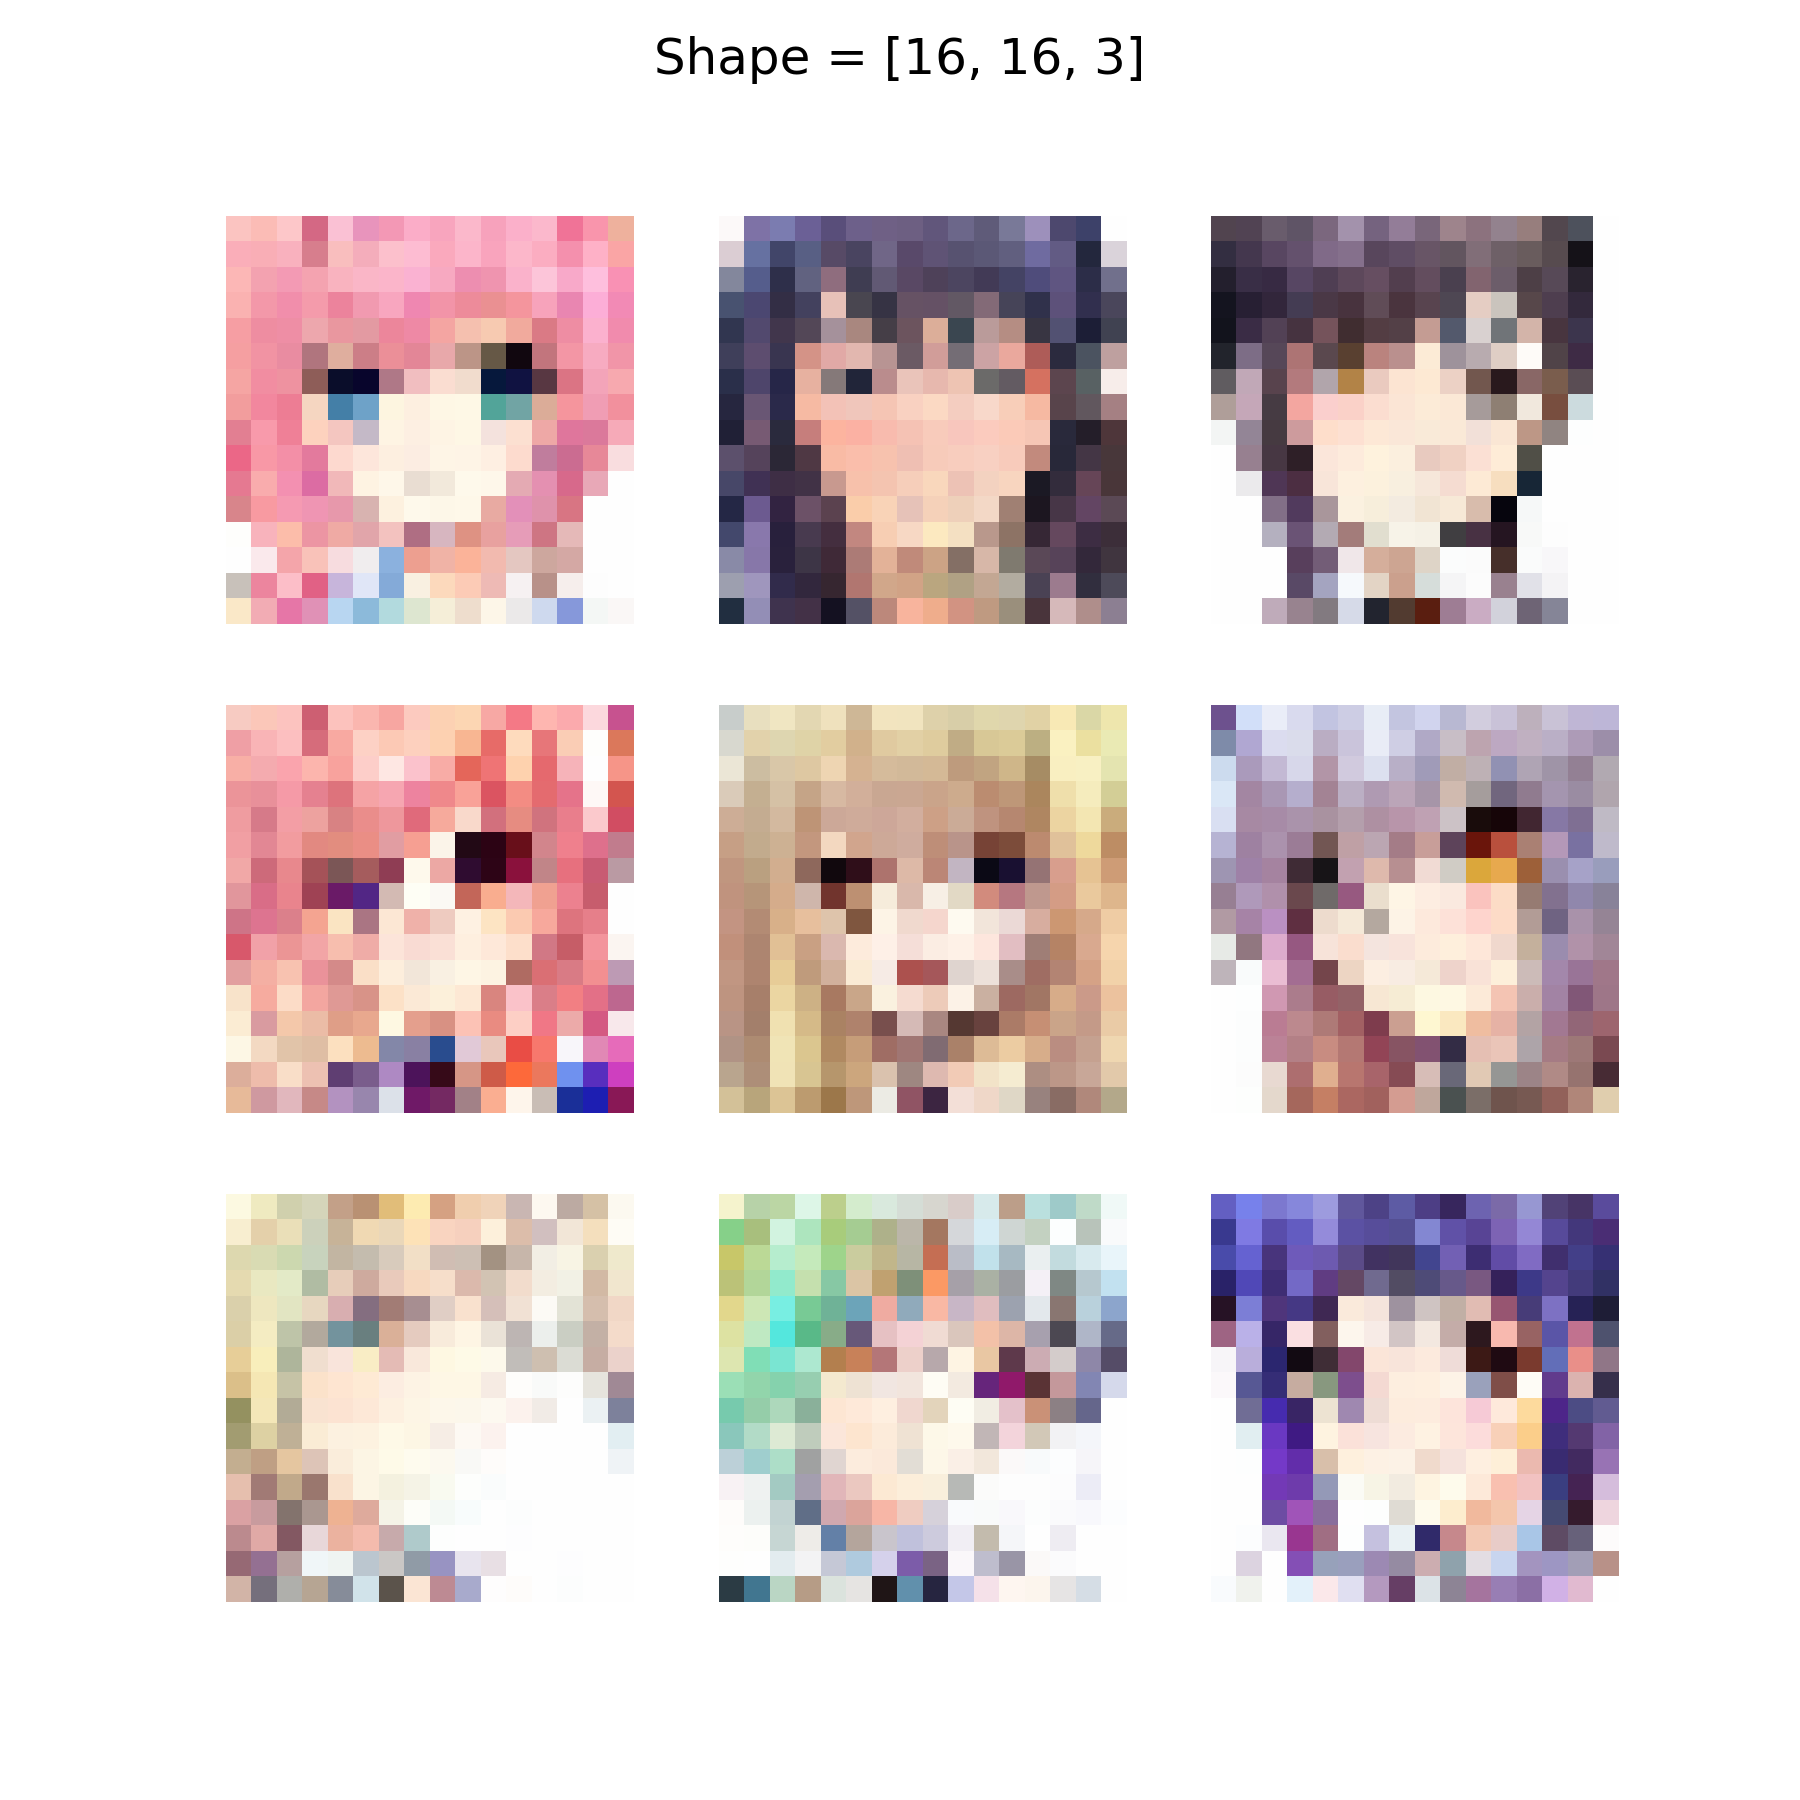 Shape = [16, 16, 3]